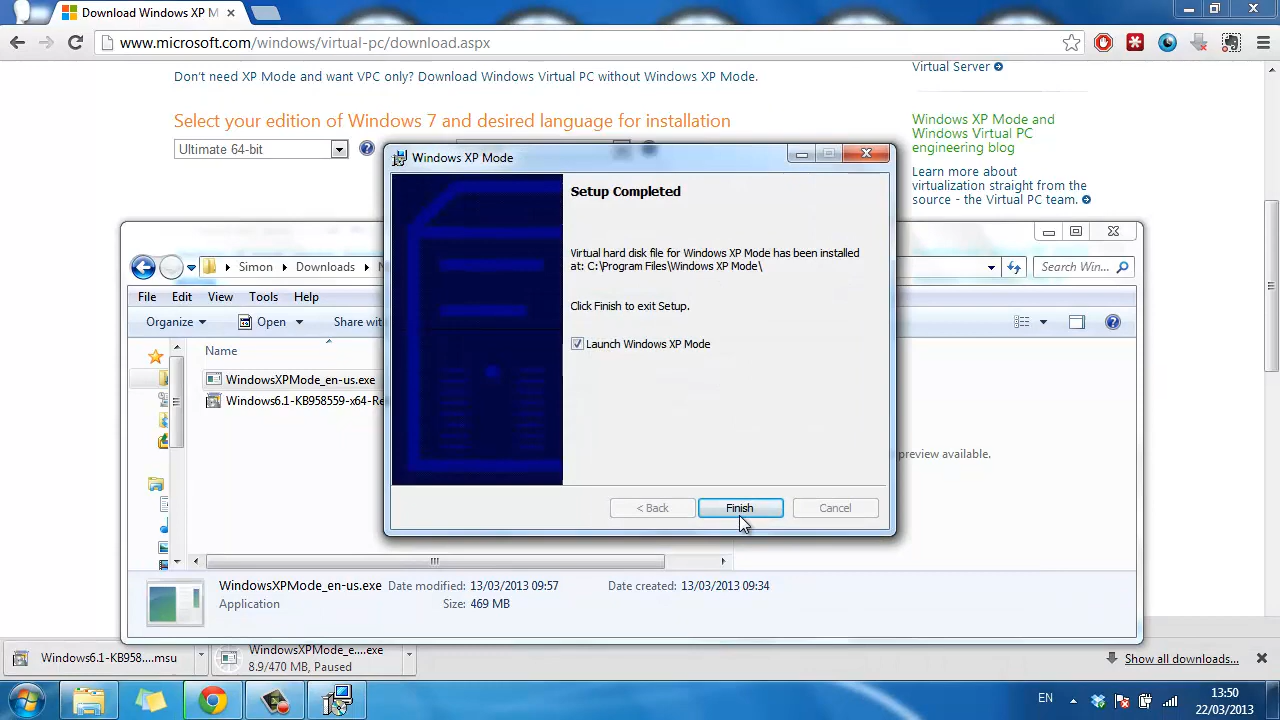 Download Windows XP M
www.microsoft.com/windows/virtual-pc/download.aspx
Don't need XP Mode and want VPC only? Download Windows Virtual PC without Windows XP Mode.
Virtual Server
Select your edition of Windows 7 and desired language for installation
Ultimate 64-bit
Windows XP Mode and
Windows Virtual PC
engineering blog
Learn more about
virtualization straight from the
source - the Virtual PC team.
Windows XP Mode
Setup Completed
Virtual hard disk file for Windows XP Mode has been installed
at: C:\Program Files\Windows XP Mode\
Click Finish to exit Setup.
Launch Windows XP Mode
< Back
Finish
Cancel
Simon
Downloads
Search Win...
File Edit View Tools Help
Organize
Open
Share wit
Name
WindowsXPMode_en-us.exe
Windows6.1-KB958559-x64-Re
preview available.
WindowsXPMode_en-us.exe Date modified: 13/03/2013 09:57 Date created: 13/03/2013 09:34
Application Size: 469 MB
Windows6.1-KB958....msu
WindowsXPMode_e....exe
8.9/470 MB, Paused
Show all downloads...
EN
13:50
22/03/2013